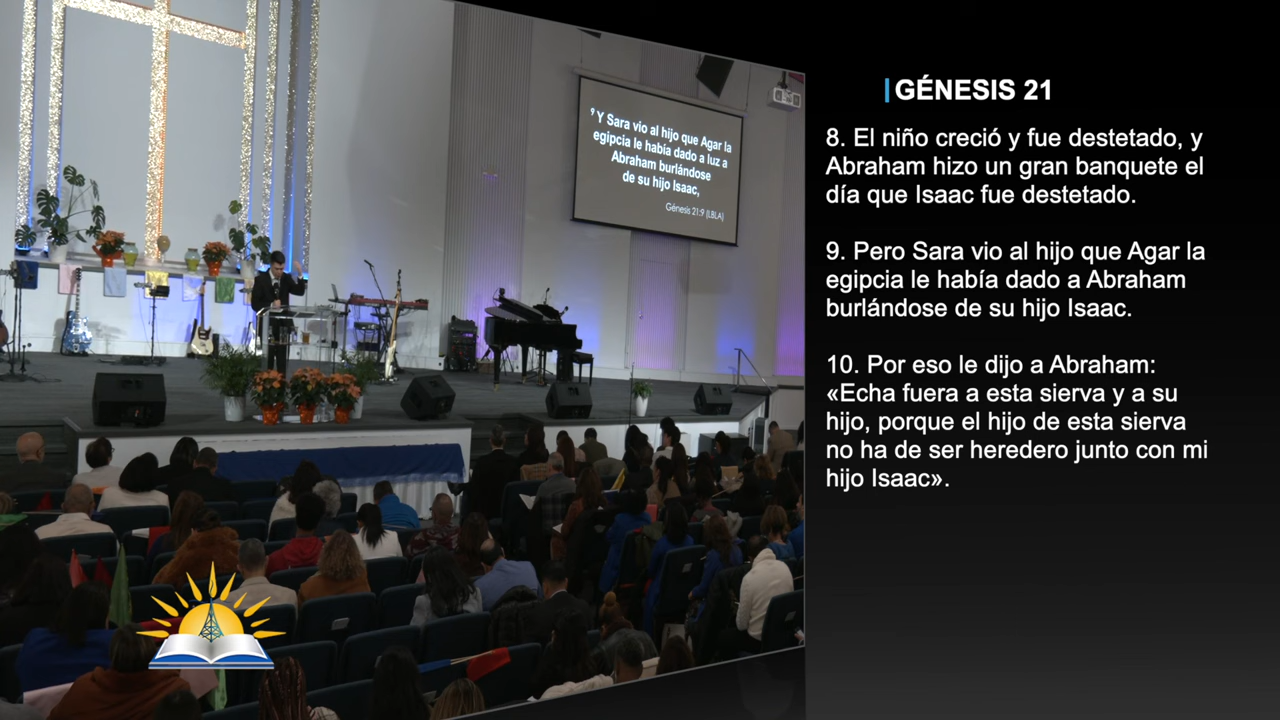 ⁹ Y Sara vio al hijo que Agar la
egipcia le había dado a luz a
Abraham burlándose
de su hijo Isaac,
Génesis 21:9 (LBLA)
GÉNESIS 21
8. El niño creció y fue destetado, y
Abraham hizo un gran banquete el
día que Isaac fue destetado.
9. Pero Sara vio al hijo que Agar la
egipcia le había dado a Abraham
burlándose de su hijo Isaac.
10. Por eso le dijo a Abraham:
«Echa fuera a esta sierva y a su
hijo, porque el hijo de esta sierva
no ha de ser heredero junto con mi
hijo Isaac».